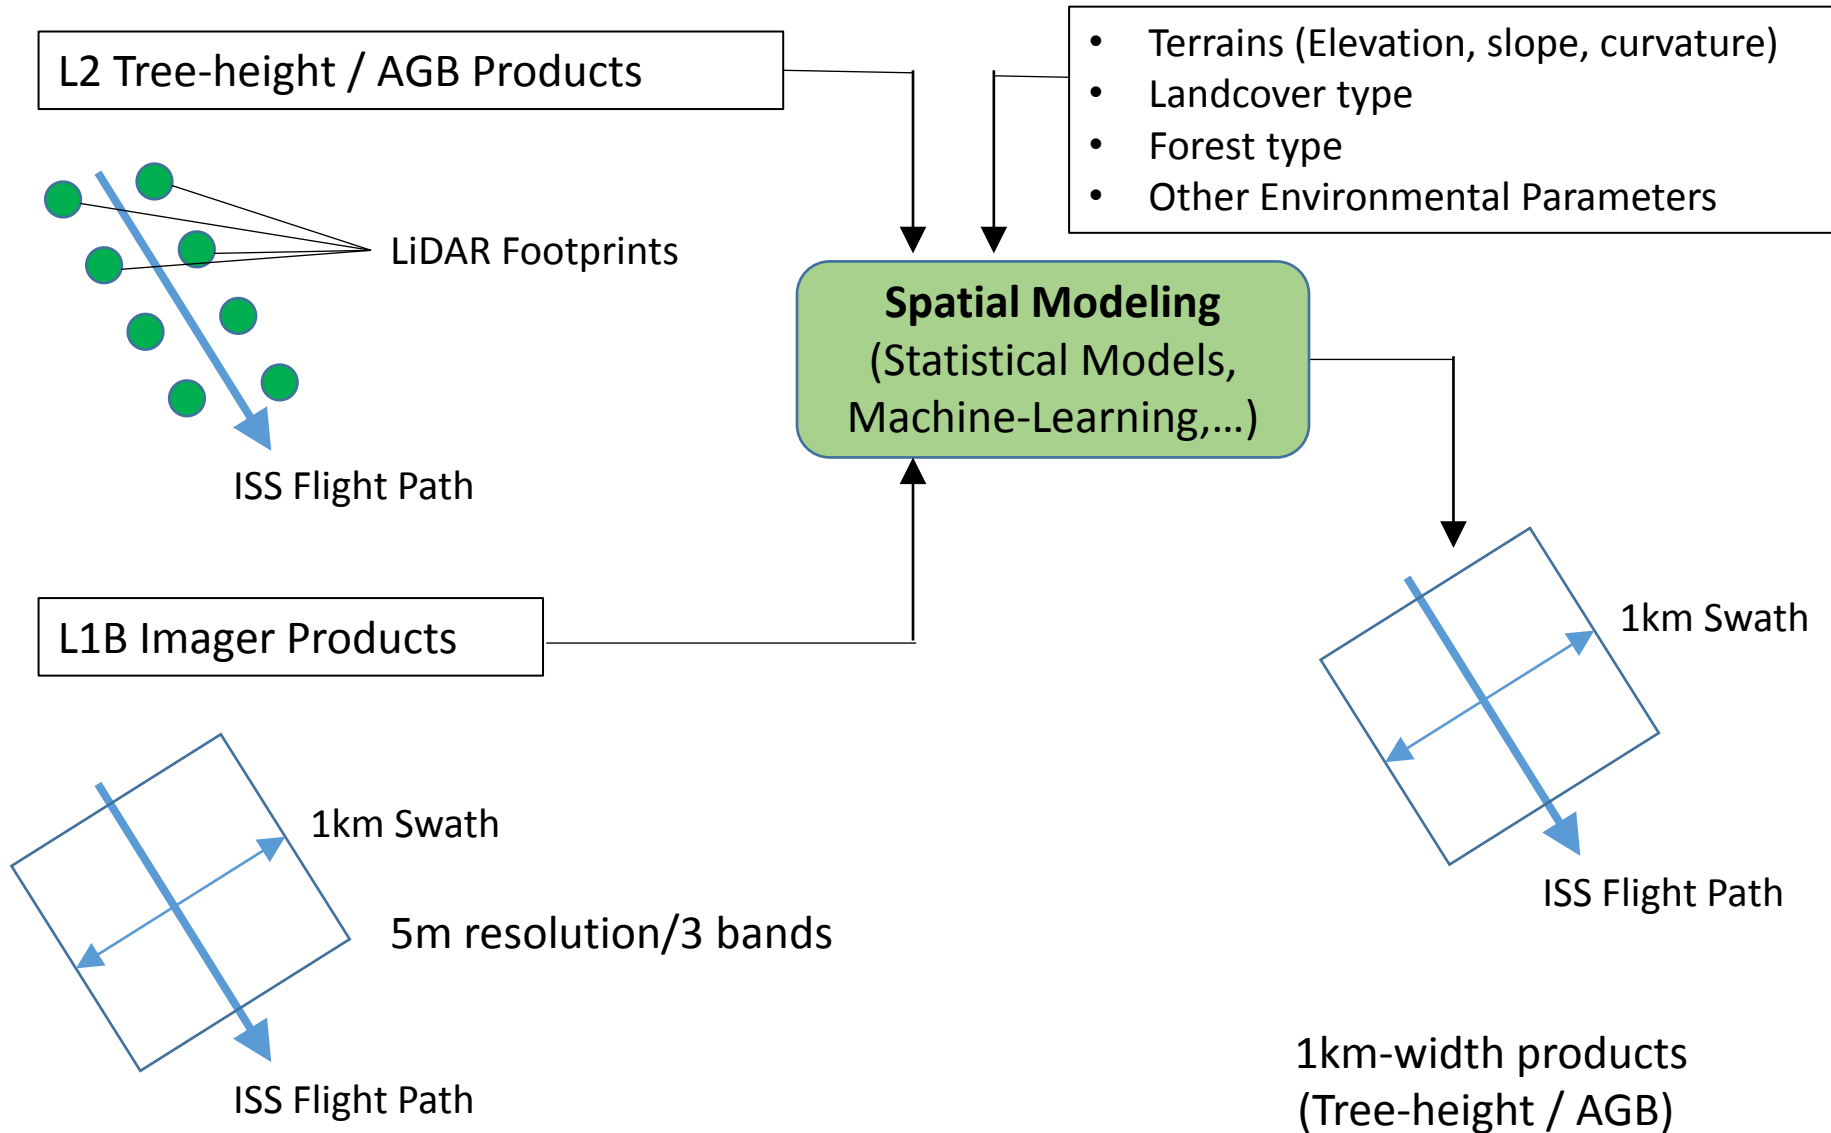 L2 Tree-height / AGB Products
• Terrains (Elevation, slope, curvature)
• Landcover type
• Forest type
• Other Environmental Parameters
LiDAR Footprints
ISS Flight Path
Spatial Modeling
(Statistical Models,
Machine-Learning,...)
L1B Imager Products
1km Swath
5m resolution/3 bands
ISS Flight Path
1km Swath
ISS Flight Path
1km-width products
(Tree-height / AGB)